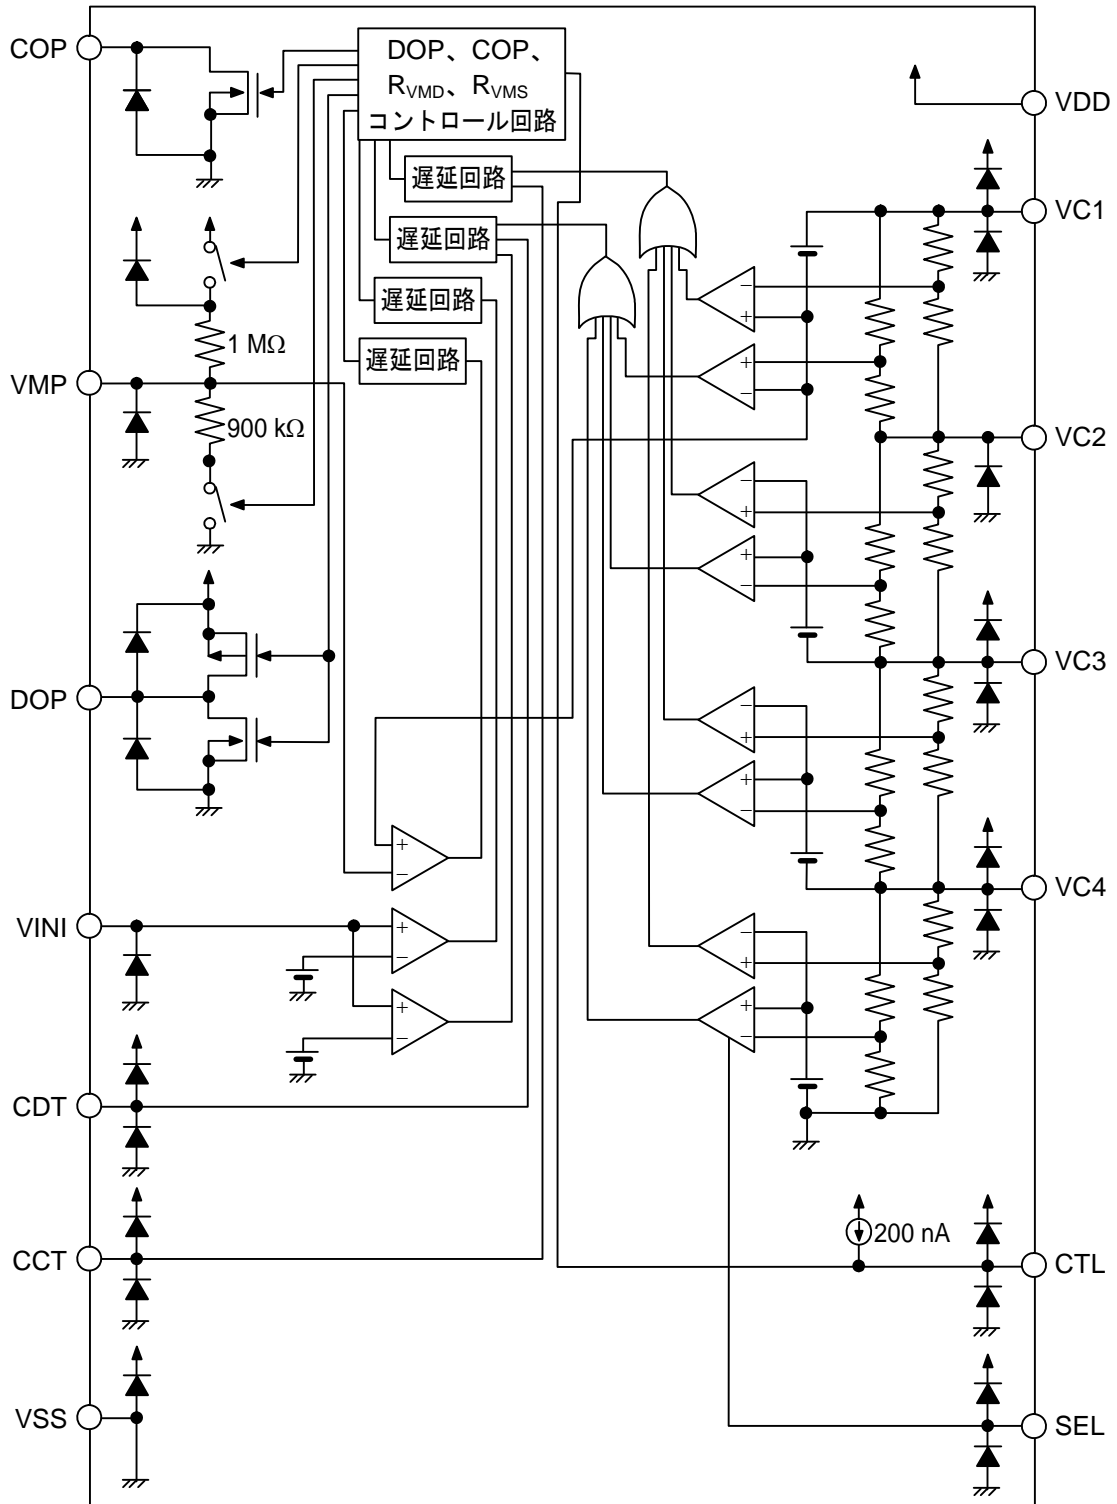 COP
DOP、COP、
RVMD、RVMS
コントロール回路
VDD
遅延回路
VC1
遅延回路
遅延回路
1 MΩ
遅延回路
VMP
900 kΩ
VC2
DOP
VC3
VC4
VINI
CDT
CCT
200 nA
CTL
VSS
SEL
+
−
+
−
+
−
−
+
+
−
−
+
+
−
−
+
+
−
−
+
+
−